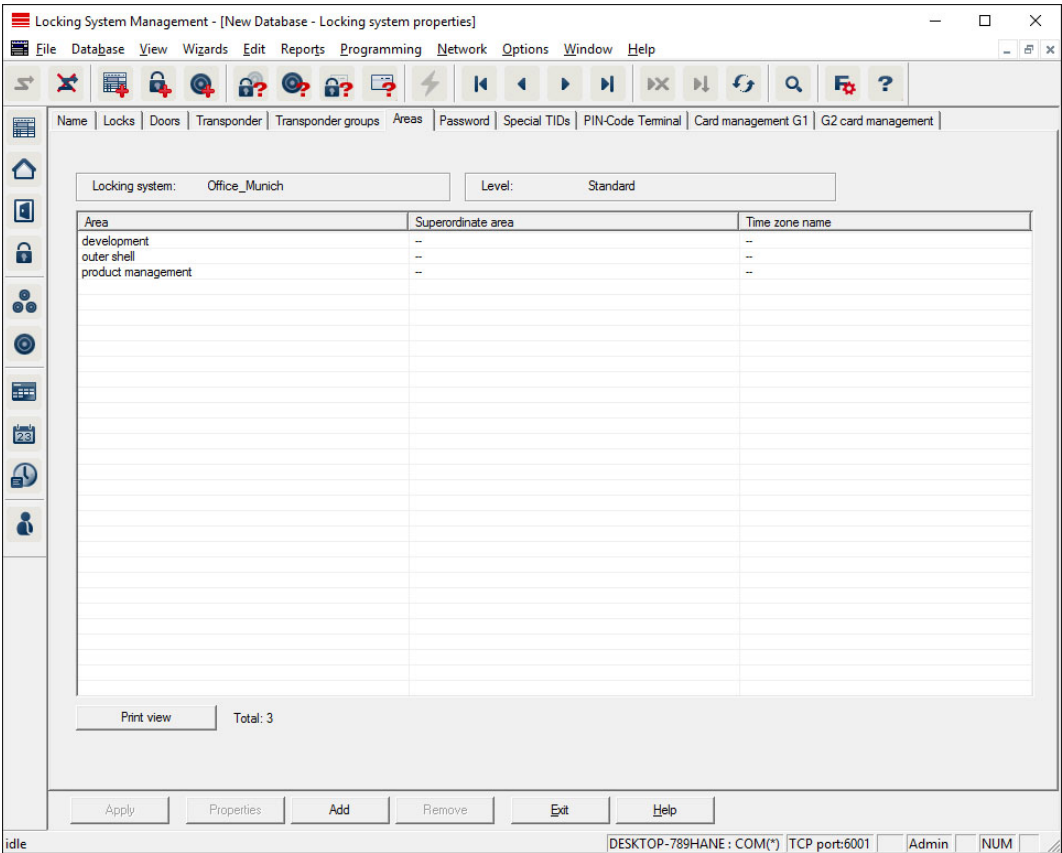 Locking System Management - [New Database - Locking system properties]
File Database View Wizards Edit Reports Programming Network Options Window Help
Name Locks Doors Transponder Transponder groups Areas Password Special TIDs PIN-Code Terminal Card management G1 G2 card management
Locking system: Office_Munich Level: Standard
Area Superordinate area Time zone name
development -- --
outer shell -- --
product management -- --
23
Print view Total: 3
Apply Properties Add Remove Exit Help
idle DESKTOP-789HANE : COM(*) TCP port:6001 Admin NUM